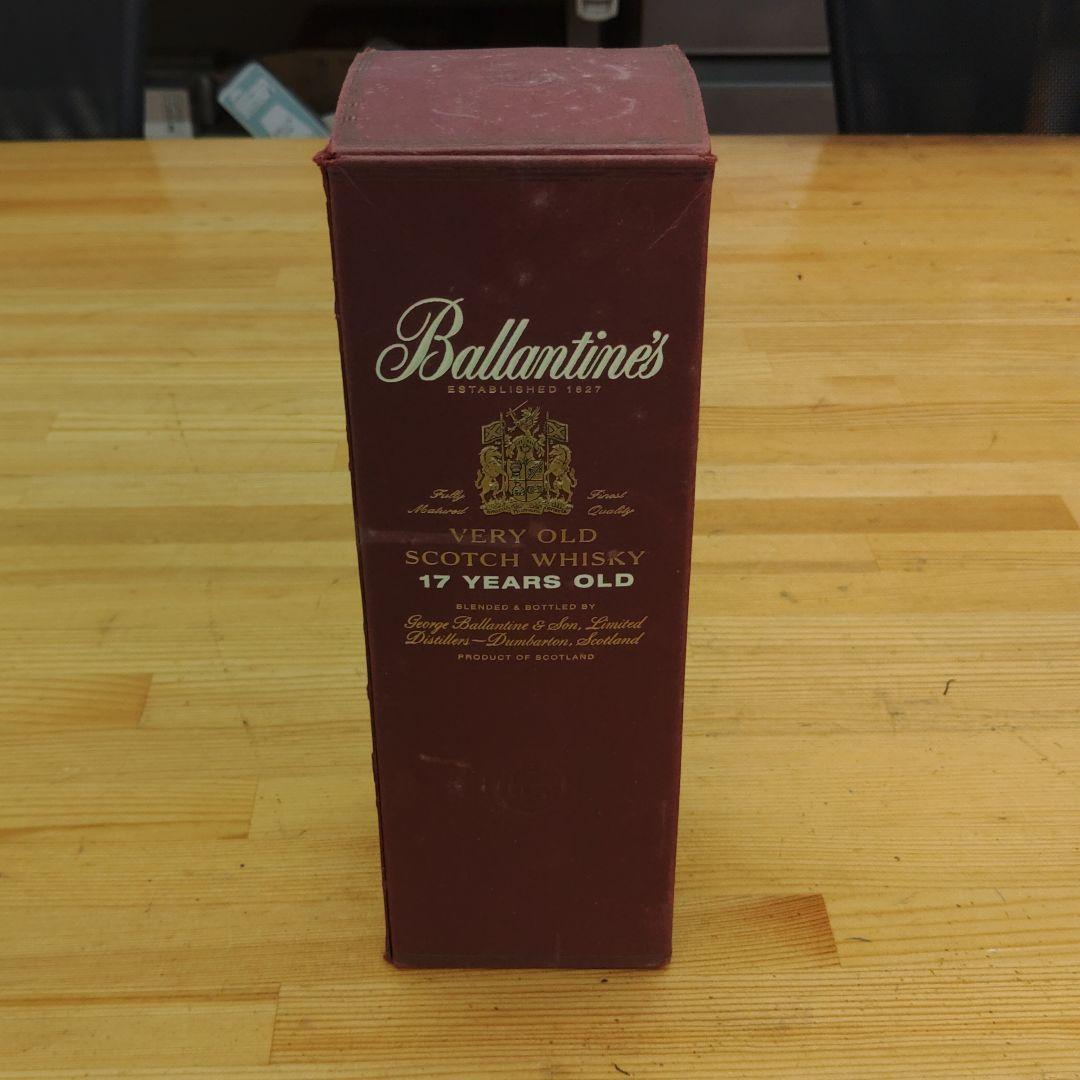 Ballantine's
ESTABLISHED 1827
Fully Finest
Matured Quality
VERY OLD
SCOTCH WHISKY
17 YEARS OLD
BLENDED & BOTTLED BY
George Ballantine & Son, Limited
Distillers—Dumbarton, Scotland
PRODUCT OF SCOTLAND